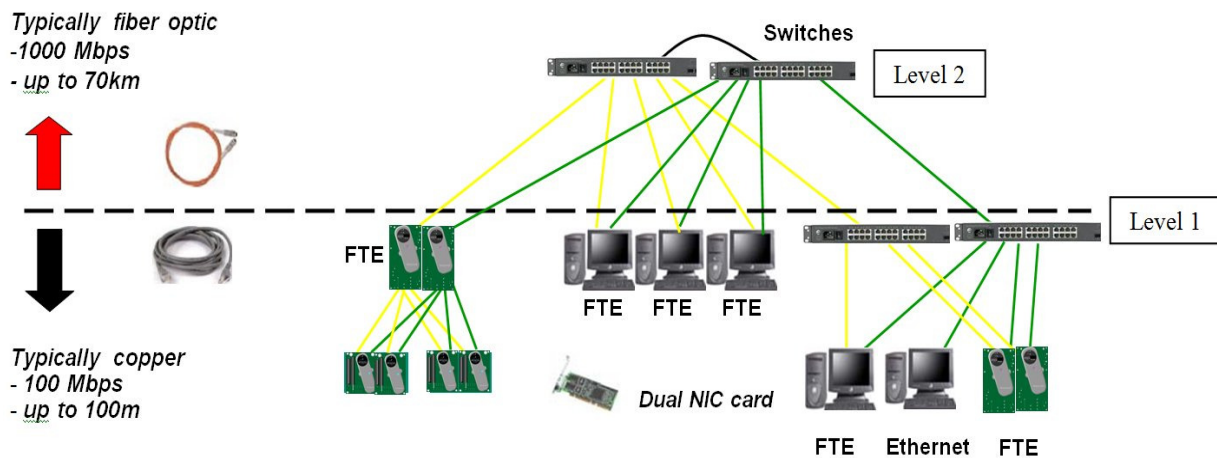 Typically fiber optic
-1000 Mbps
- up to 70km
Switches
Level 2
Level 1
FTE
FTE
FTE
FTE
Typically copper
- 100 Mbps
- up to 100m
Dual NIC card
FTE
Ethernet
FTE